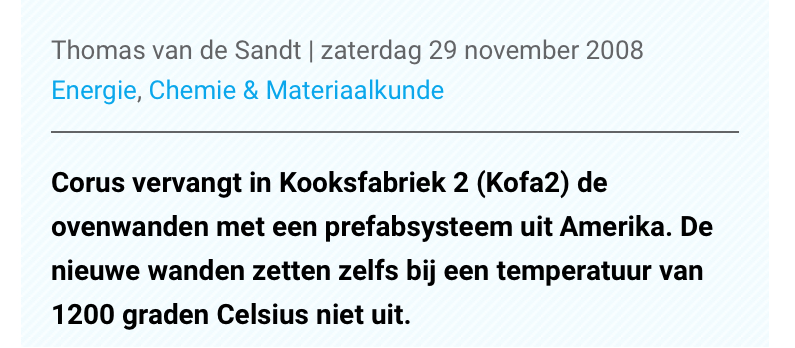 Thomas van de Sandt | zaterdag 29 november 2008
Energie, Chemie & Materiaalkunde
Corus vervangt in Kooksfabriek 2 (Kofa2) de
ovenwanden met een prefabsysteem uit Amerika. De
nieuwe wanden zetten zelfs bij een temperatuur van
1200 graden Celsius niet uit.